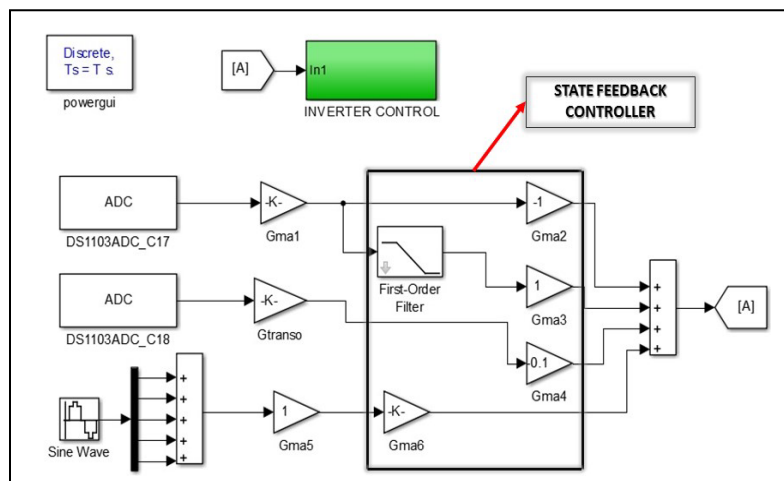 Discrete,
Ts = T s.
powergui
[A]
In1
INVERTER CONTROL
STATE FEEDBACK
CONTROLLER
ADC
DS1103ADC_C17
-K-
Gma1
-1
Gma2
First-Order
Filter
1
Gma3
ADC
DS1103ADC_C18
-K-
Gtranso
-0.1
Gma4
+
+
+
+
[A]
Sine Wave
+
+
+
+
+
1
Gma5
-K-
Gma6